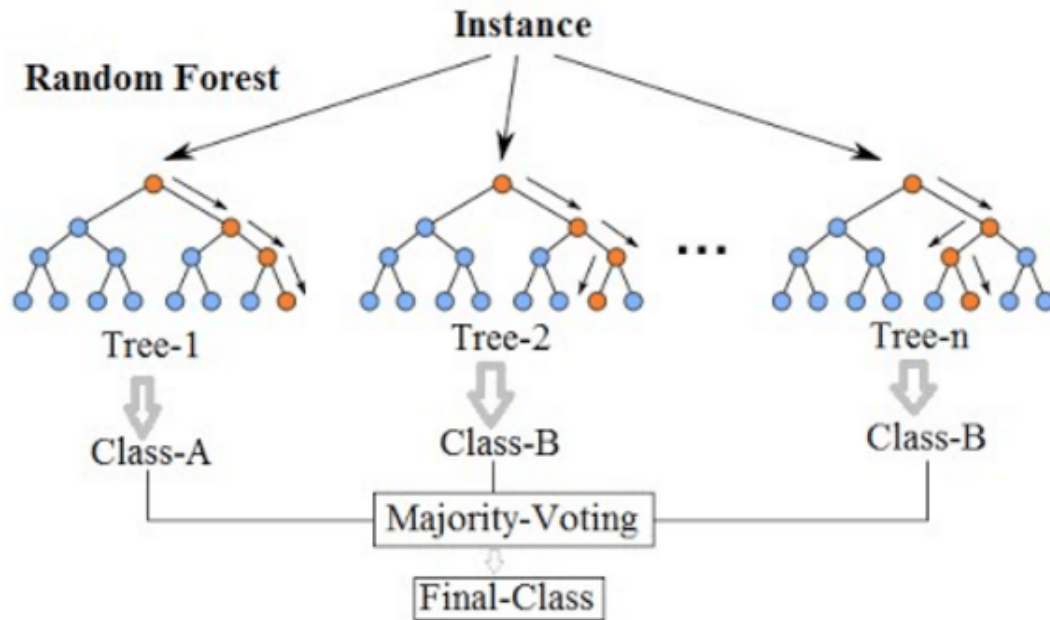 Instance
Random Forest
...
Tree-1
Tree-2
Tree-n
Class-A
Class-B
Class-B
Majority-Voting
Final-Class